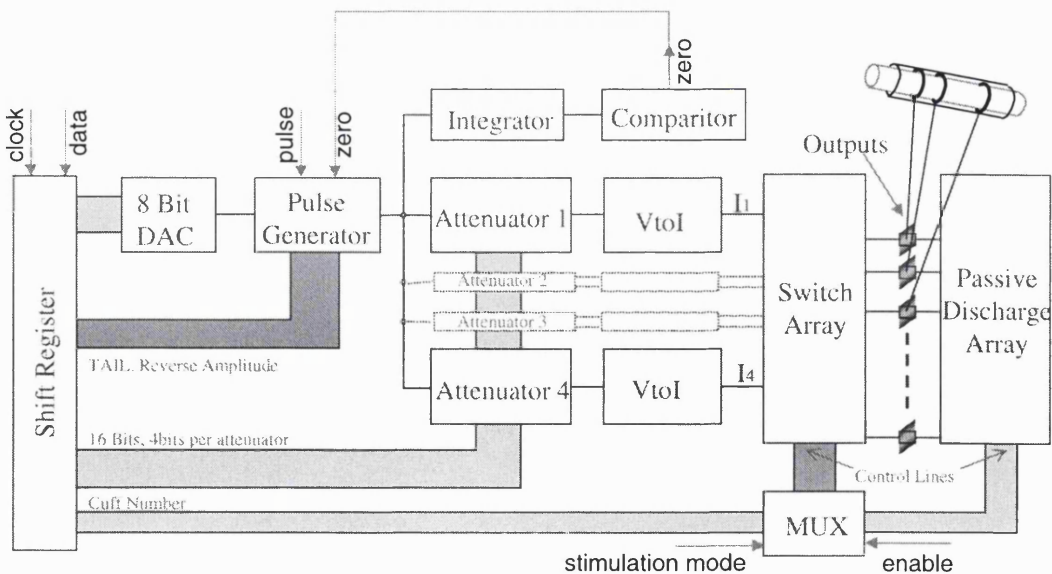 zero
clock
data
pulse
zero
Integrator
Comparitor
Outputs
8 Bit
DAC
Pulse
Generator
Attenuator 1
VtoI
I1
Attenuator 2
Attenuator 3
Switch
Array
Passive
Discharge
Array
Shift Register
TAIL. Reverse Amplitude
Attenuator 4
VtoI
I4
16 Bits, 4bits per attenuator
Control Lines
Cuff Number
MUX
stimulation mode
enable